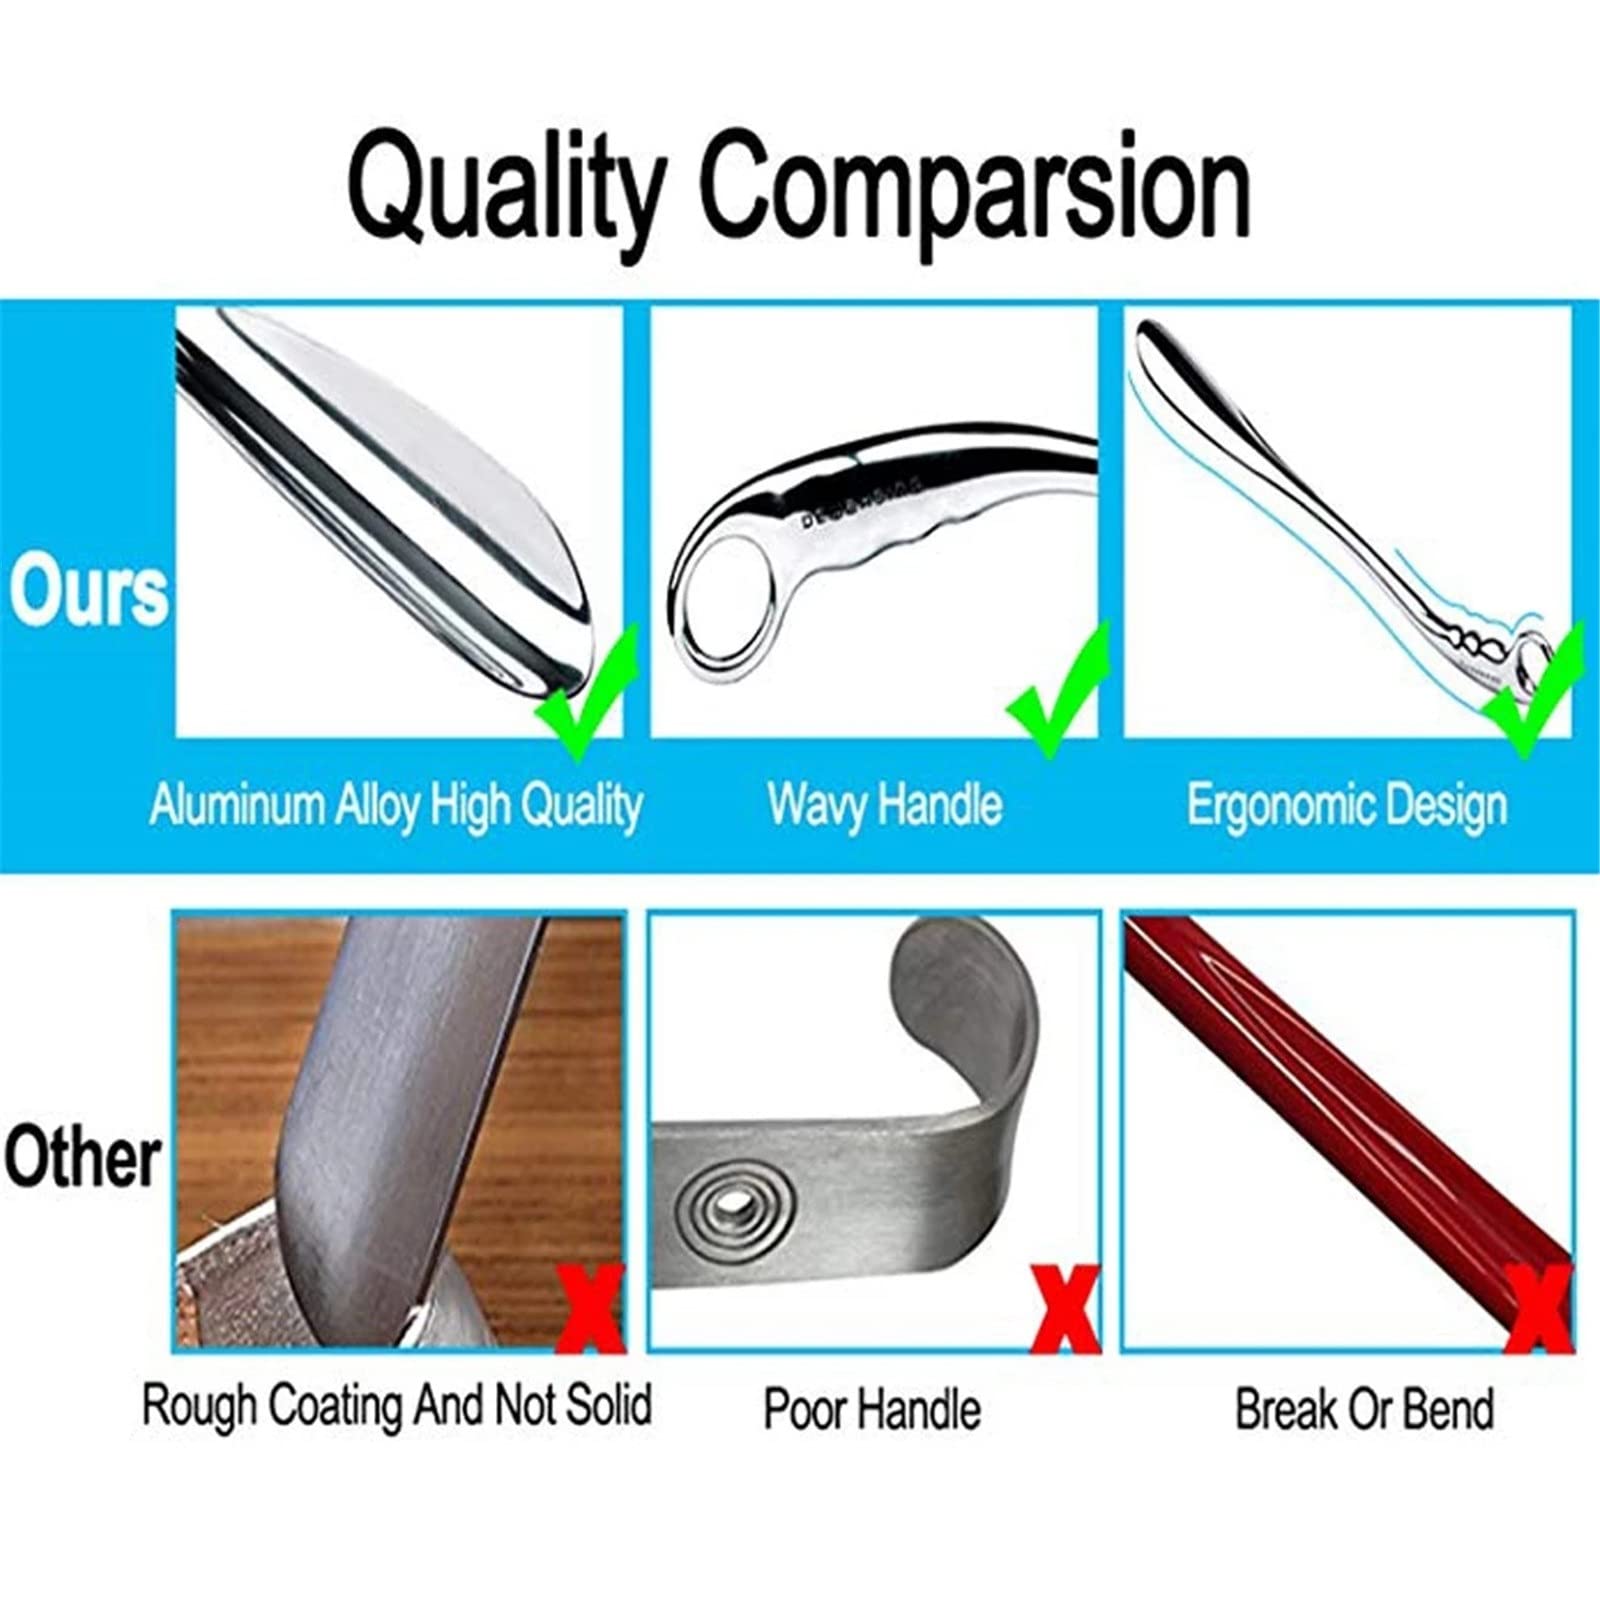 Quality Comparsion
Ours
Aluminum Alloy High Quality
Wavy Handle
Ergonomic Design
Other
Rough Coating And Not Solid
Poor Handle
Break Or Bend